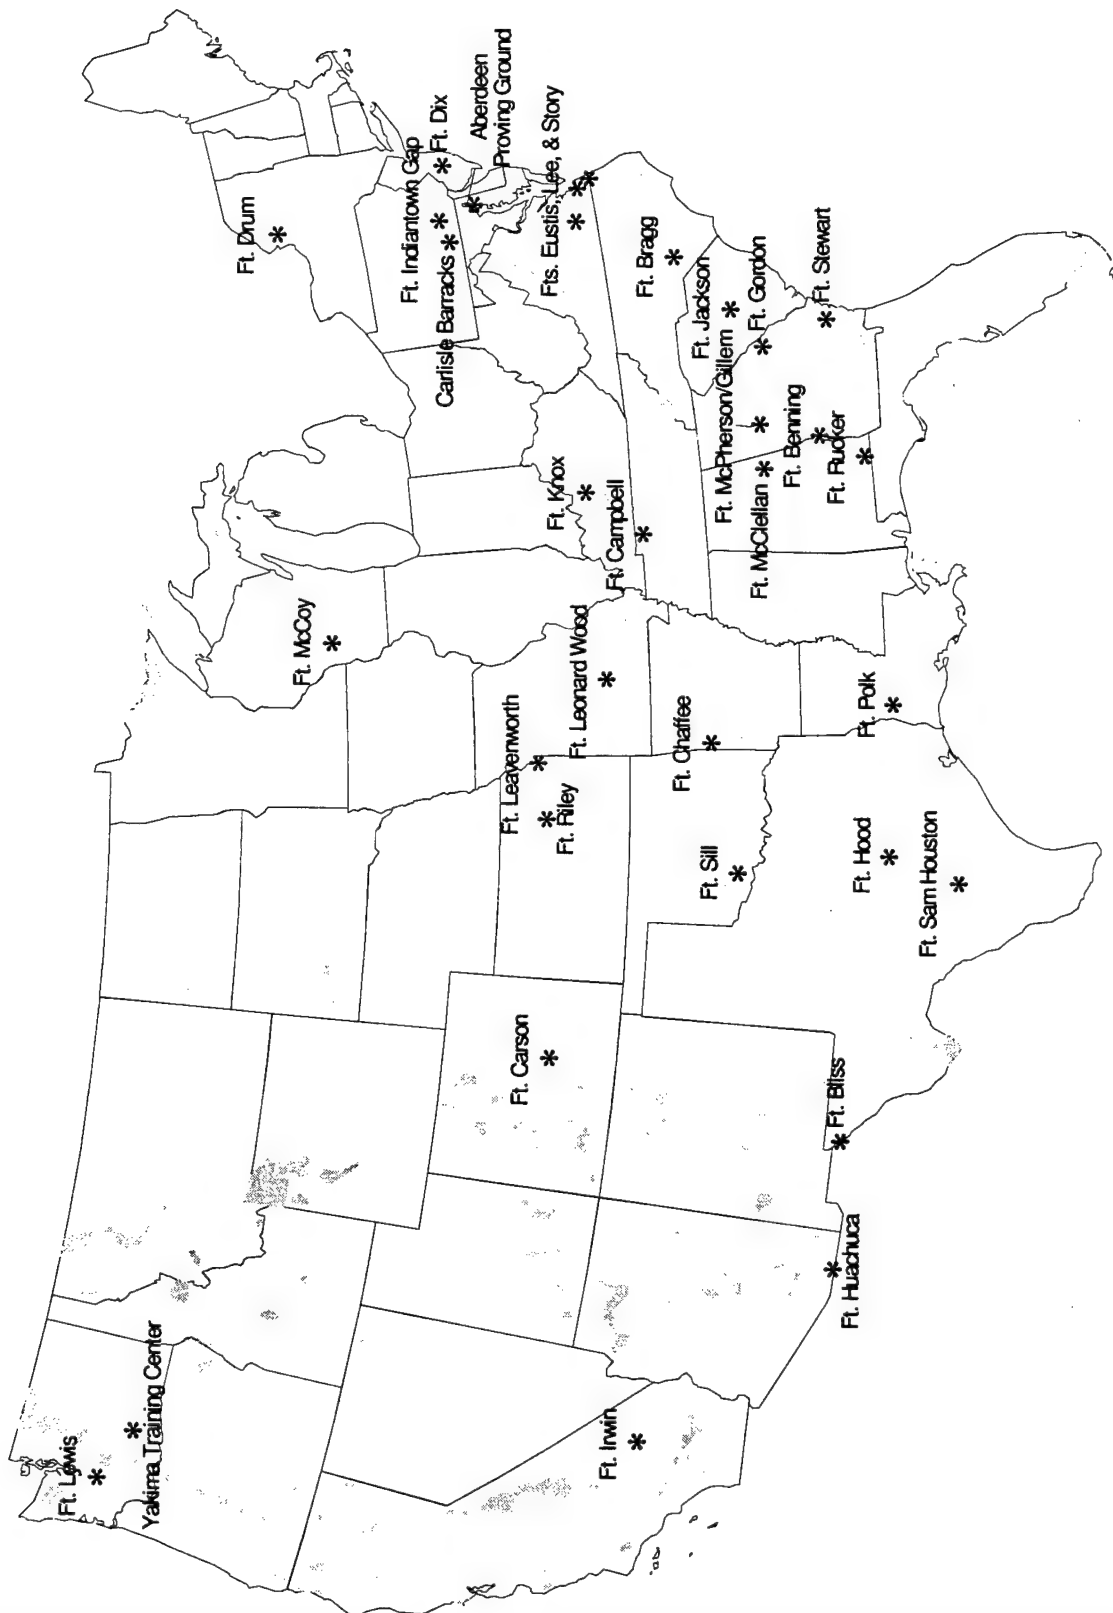 Ft. Lewis
Yakima Training Center
Ft. Irwin
Ft. Huachuca
Ft. Bliss
Ft. Carson
Ft. Sill
Ft. Hood
Ft. Sam Houston
Ft. Riley
Ft. Leavenworth
Ft. Leonard Wood
Ft. Chaffee
Ft. Polk
Ft. McCoy
Ft. Knox
Ft. Campbell
Ft. McClellan
Ft. McPherson/Gillem
Ft. Benning
Ft. Rucker
Ft. Jackson
Ft. Gordon
Ft. Stewart
Ft. Bragg
Carlisle Barracks
Ft. Indiantown Gap
Ft. Drum
Ft. Dix
Aberdeen
Proving Ground
Fts. Eustis, Lee, & Story